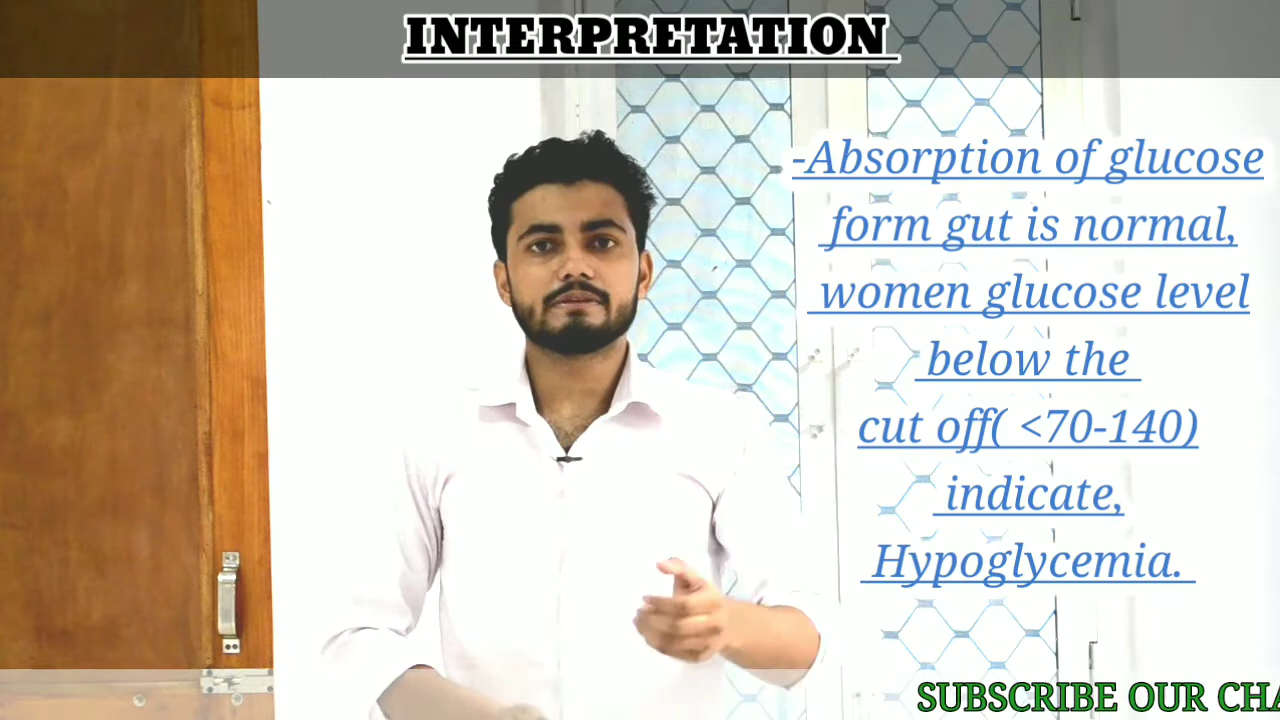 INTERPRETATION
-Absorption of glucose
form gut is normal,
women glucose level
below the
cut off( <70-140)
indicate,
Hypoglycemia.
SUBSCRIBE OUR CHA